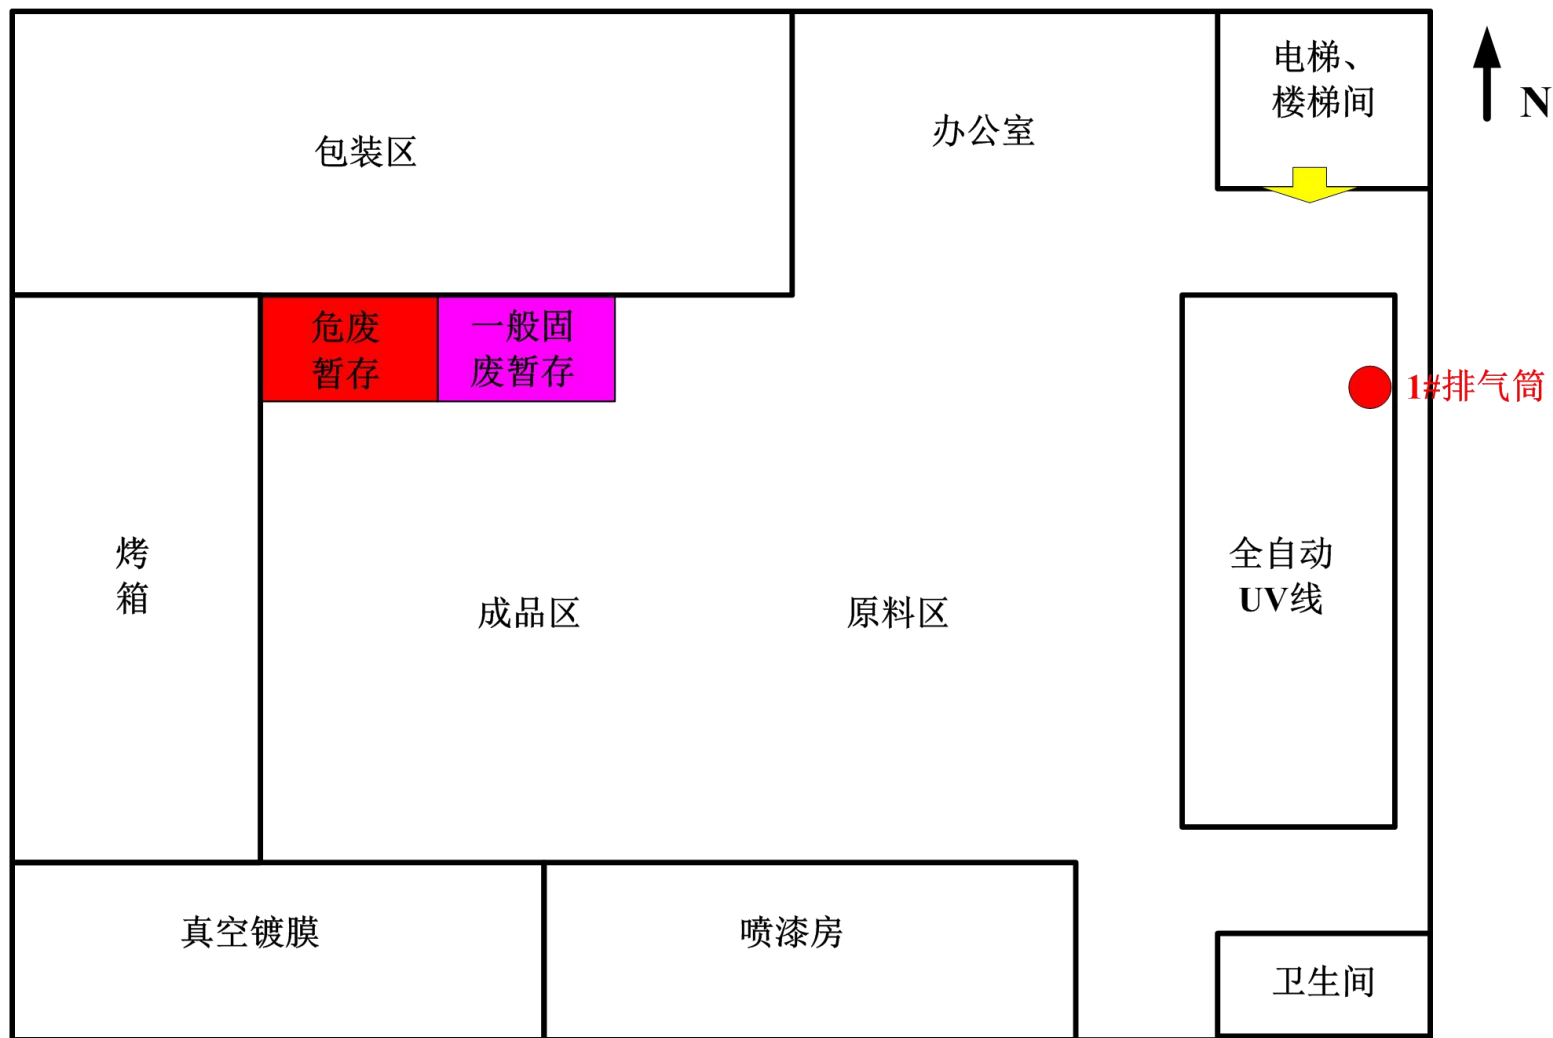 电梯、
楼梯间
N
包装区
办公室
危废
暂存
一般固
废暂存
1#排气筒
烤
箱
全自动
UV线
成品区
原料区
真空镀膜
喷漆房
卫生间